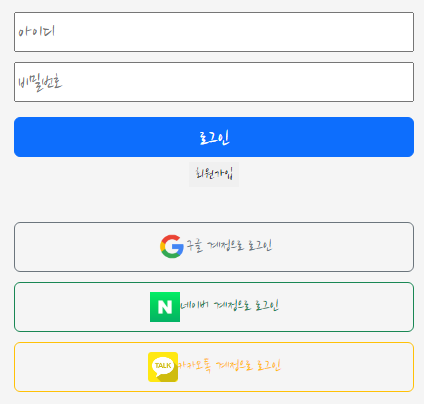 아이디
비밀번호
로그인
회원가입
구글 계정으로 로그인
N
네이버 계정으로 로그인
TALK
카카오톡 계정으로 로그인